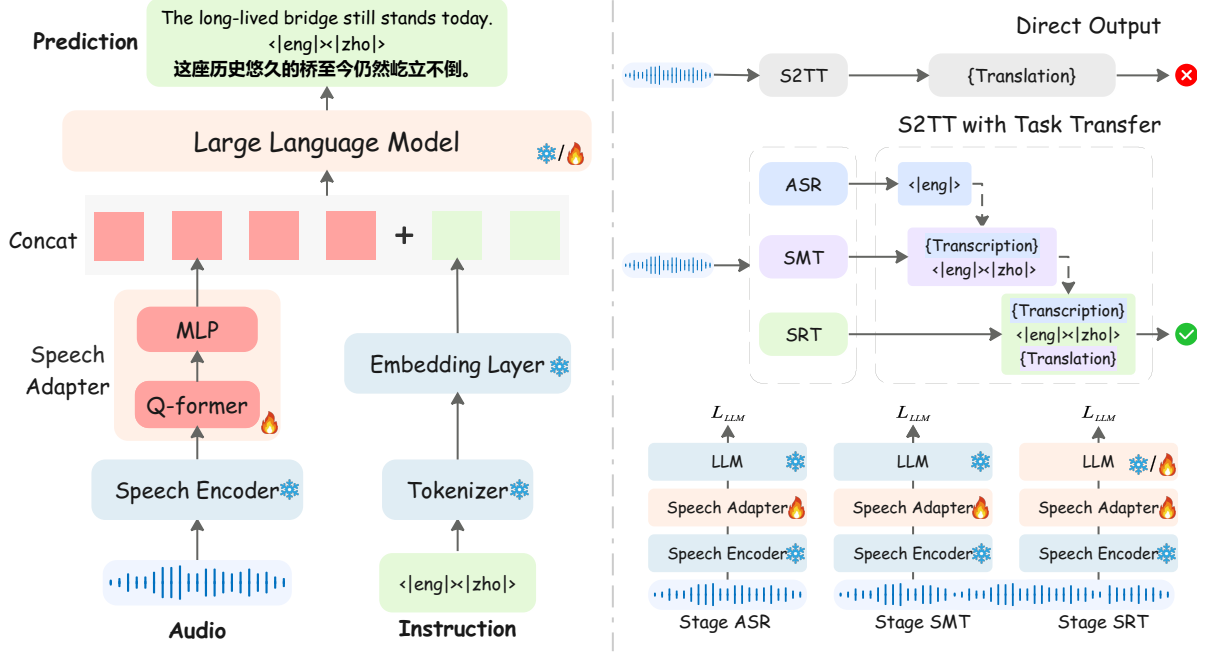 Prediction
The long-lived bridge still stands today.
<|eng|><|zho|>
这座历史悠久的桥至今仍然屹立不倒。
Large Language Model
/
Concat
+
Speech
Adapter
MLP
Q-former
Embedding Layer
Speech Encoder
Tokenizer
<|eng|><|zho|>
Audio
Instruction
Direct Output
S2TT
{Translation}
S2TT with Task Transfer
ASR
<|eng|>
SMT
{Transcription}
<|eng|><|zho|>
SRT
{Transcription}
<|eng|><|zho|>
{Translation}
L_LLM
L_LLM
L_LLM
LLM
LLM
LLM
/
Speech Adapter
Speech Adapter
Speech Adapter
Speech Encoder
Speech Encoder
Speech Encoder
Stage ASR
Stage SMT
Stage SRT